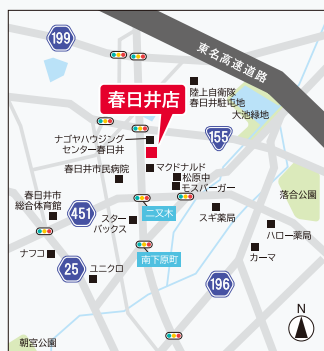 199
東名高速道路
陸上自衛隊
春日井駐屯地
大池緑地
春日井店
155
ナゴヤハウジング
センター春日井
春日井市民病院
マクドナルド
松原中
モスバーガー
落合公園
春日井市
総合体育館
451
二又木
スター
バックス
スギ薬局
ハロー薬局
カーマ
ナフコ
南下原町
25
ユニクロ
196
朝宮公園
N